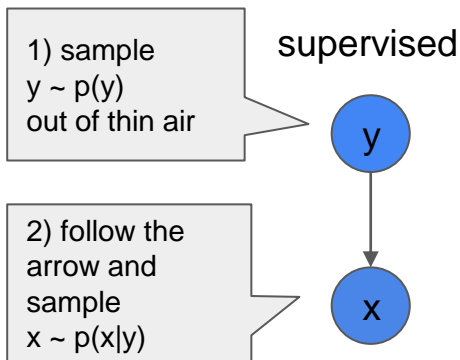 1) sample
y ~ p(y)
out of thin air
supervised
y
2) follow the
arrow and
sample
x ~ p(x|y)
x